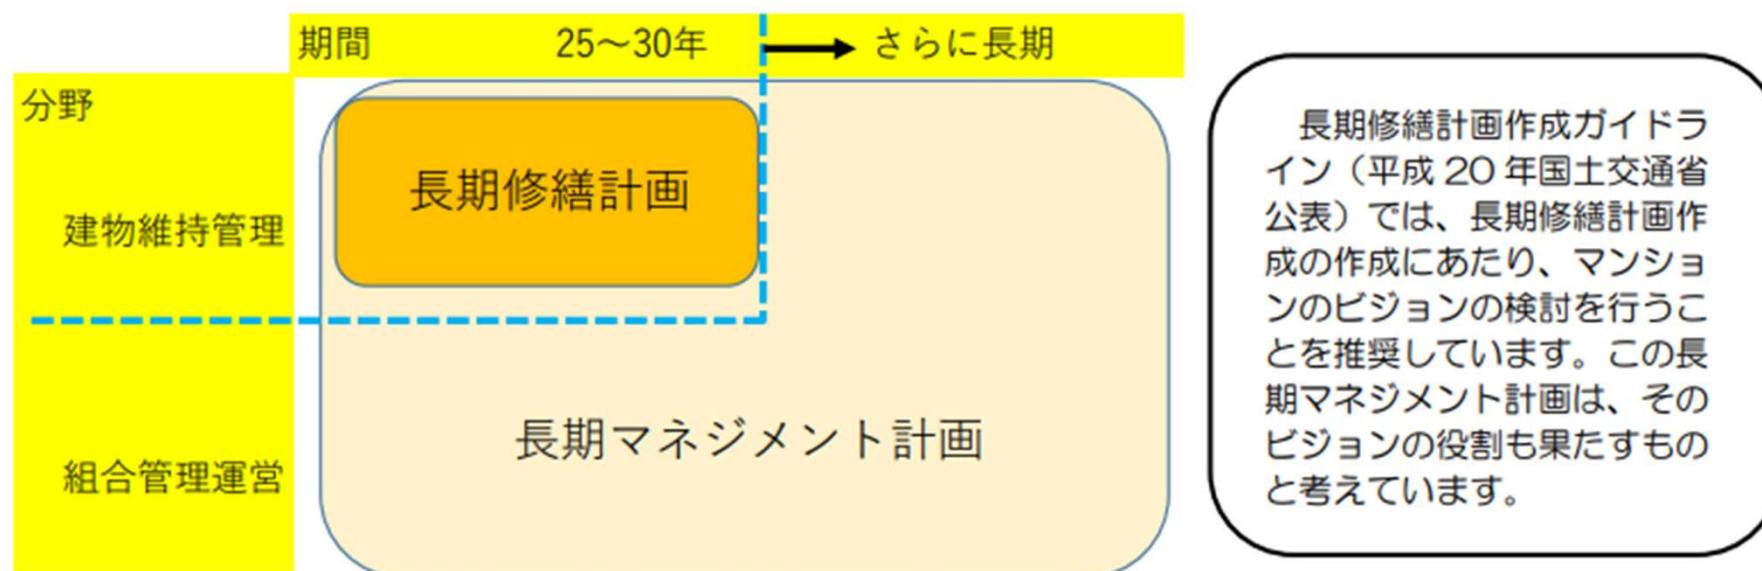 期間 25～30年 さらに長期
分野
長期修繕計画
建物維持管理
長期マネジメント計画
組合管理運営
長期修繕計画作成ガイドラ
イン（平成 20 年国土交通省
公表）では、長期修繕計画作
成の作成にあたり、マンショ
ンのビジョンの検討を行うこ
とを推奨しています。この長
期マネジメント計画は、その
ビジョンの役割も果たすもの
と考えています。